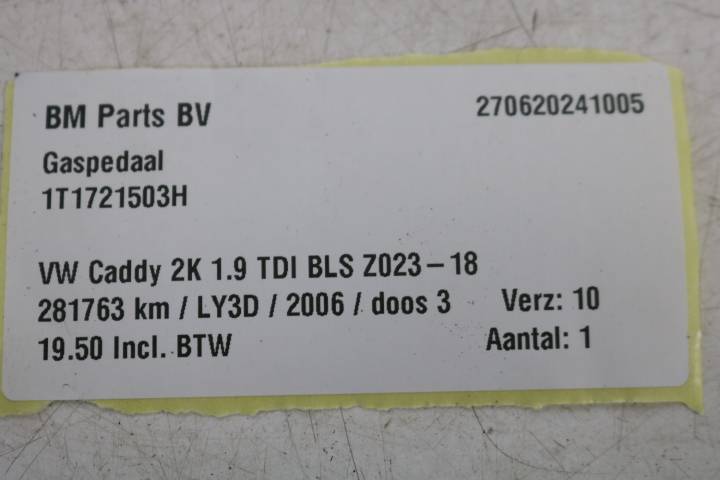 BM Parts BV 270620241005
Gaspedaal
1T1721503H
VW Caddy 2K 1.9 TDI BLS Z023-18
281763 km / LY3D / 2006 / doos 3 Verz: 10
19.50 Incl. BTW Aantal: 1